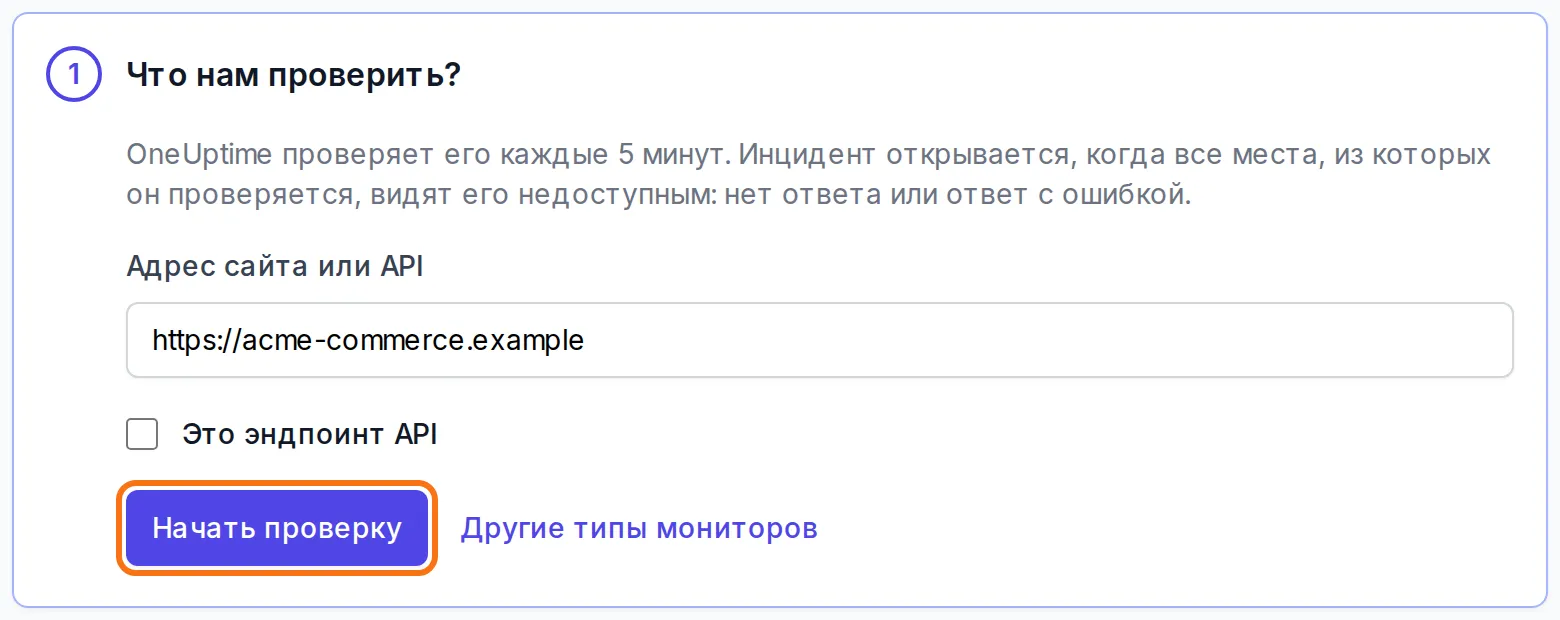 1
Что нам проверить?
OneUptime проверяет его каждые 5 минут. Инцидент открывается, когда все места, из которых
он проверяется, видят его недоступным: нет ответа или ответ с ошибкой.
Адрес сайта или API
https://acme-commerce.example
Это эндпоинт API
Начать проверку
Другие типы мониторов